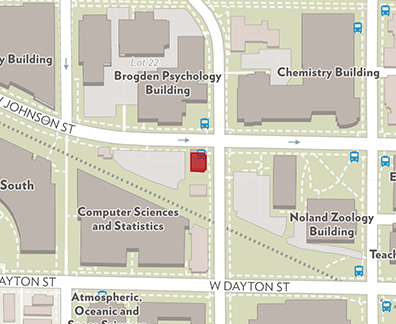 y Building
Lot 22
Brogden Psychology
Building
Chemistry Building
JOHNSON ST
South
Computer Sciences
and Statistics
Noland Zoology
Building
E
Teach
AYTON ST
W DAYTON ST
Atmospheric,
Oceanic and